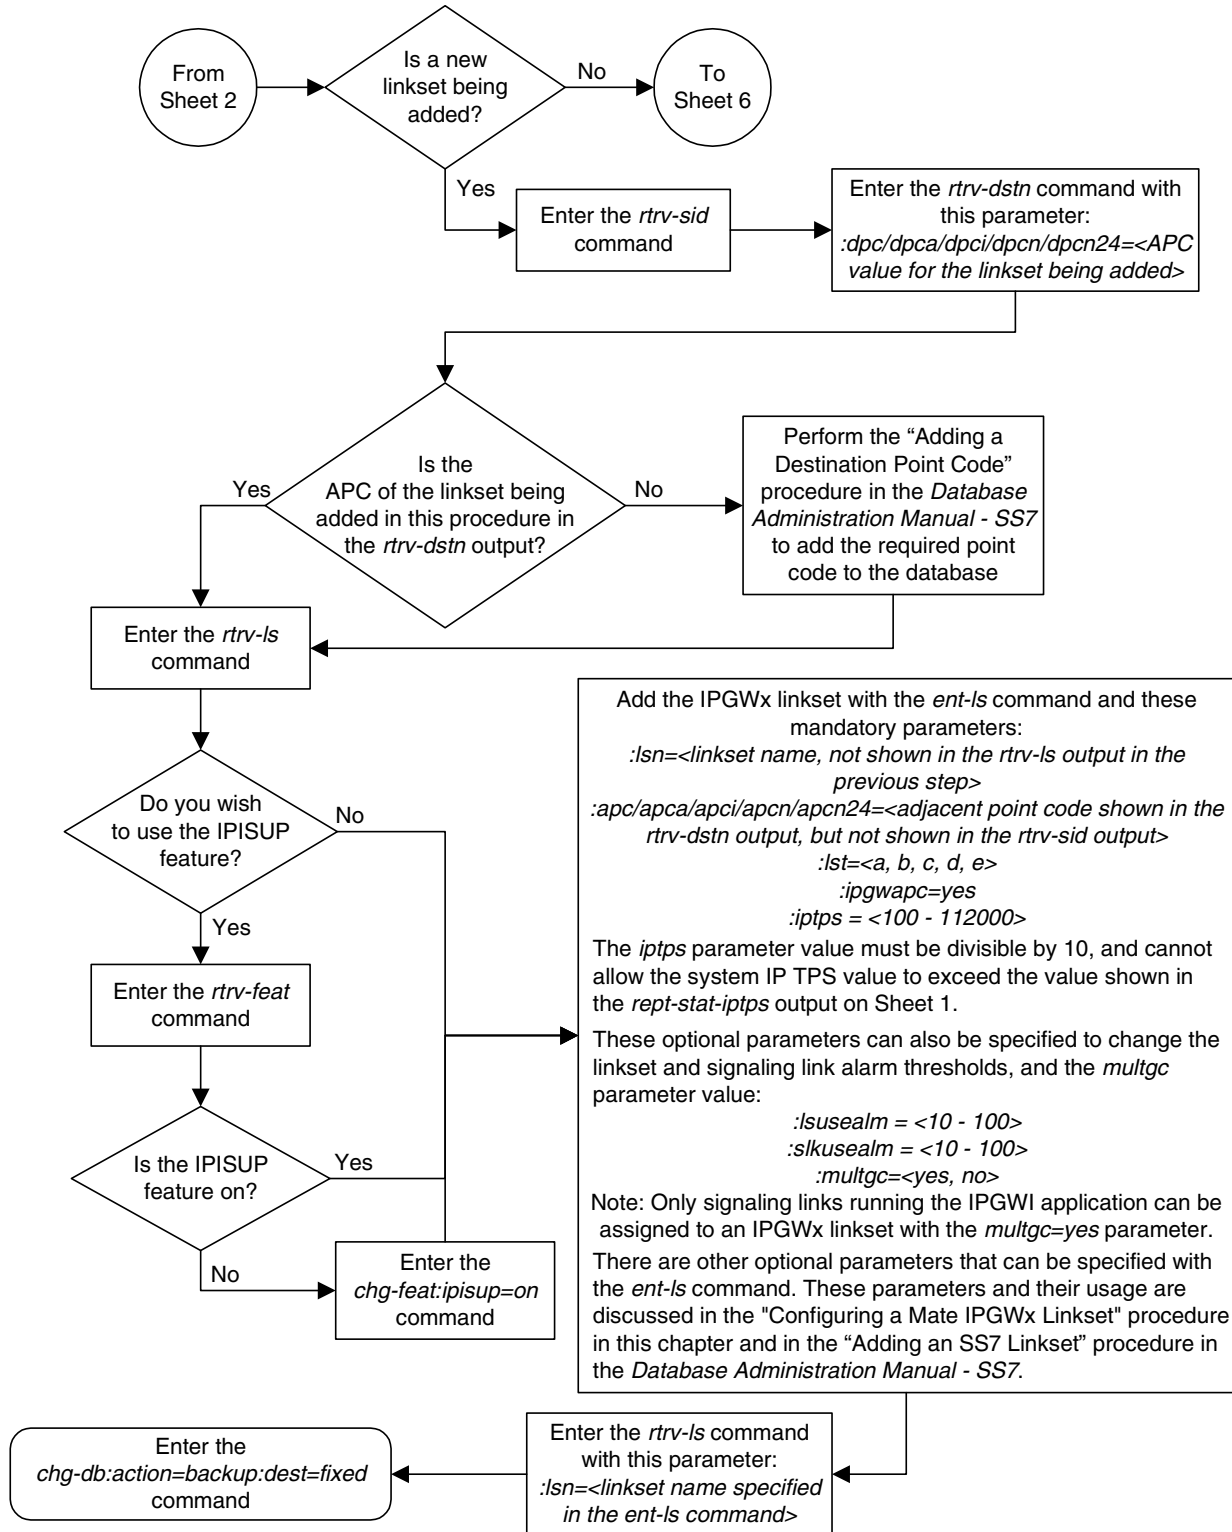 From
Sheet 2
Is a new
linkset being
added?
No
To
Sheet 6
Yes
Enter the rtrv-sid
command
Enter the rtrv-dstn command with
this parameter:
:dpc/dpca/dpci/dpcn/dpcn24=<APC
value for the linkset being added>
Is the
APC of the linkset being
added in this procedure in
the rtrv-dstn output?
Yes
No
Perform the “Adding a
Destination Point Code”
procedure in the Database
Administration Manual - SS7
to add the required point
code to the database
Enter the rtrv-ls
command
Do you wish
to use the IPISUP
feature?
No
Yes
Enter the rtrv-feat
command
Is the IPISUP
feature on?
Yes
No
Enter the
chg-feat:ipisup=on
command
Add the IPGWx linkset with the ent-ls command and these
mandatory parameters:
:lsn=<linkset name, not shown in the rtrv-ls output in the
previous step>
:apc/apca/apci/apcn/apcn24=<adjacent point code shown in the
rtrv-dstn output, but not shown in the rtrv-sid output>
:lst=<a, b, c, d, e>
:ipgwapc=yes
:iptps = <100 - 112000>
The iptps parameter value must be divisible by 10, and cannot
allow the system IP TPS value to exceed the value shown in
the rept-stat-iptps output on Sheet 1.
These optional parameters can also be specified to change the
linkset and signaling link alarm thresholds, and the multgc
parameter value:
:lsusealm = <10 - 100>
:slkusealm = <10 - 100>
:multgc=<yes, no>
Note: Only signaling links running the IPGWI application can be
assigned to an IPGWx linkset with the multgc=yes parameter.
There are other optional parameters that can be specified with
the ent-ls command. These parameters and their usage are
discussed in the "Configuring a Mate IPGWx Linkset" procedure
in this chapter and in the “Adding an SS7 Linkset” procedure in
the Database Administration Manual - SS7.
Enter the rtrv-ls command
with this parameter:
:lsn=<linkset name specified
in the ent-ls command>
Enter the
chg-db:action=backup:dest=fixed
command